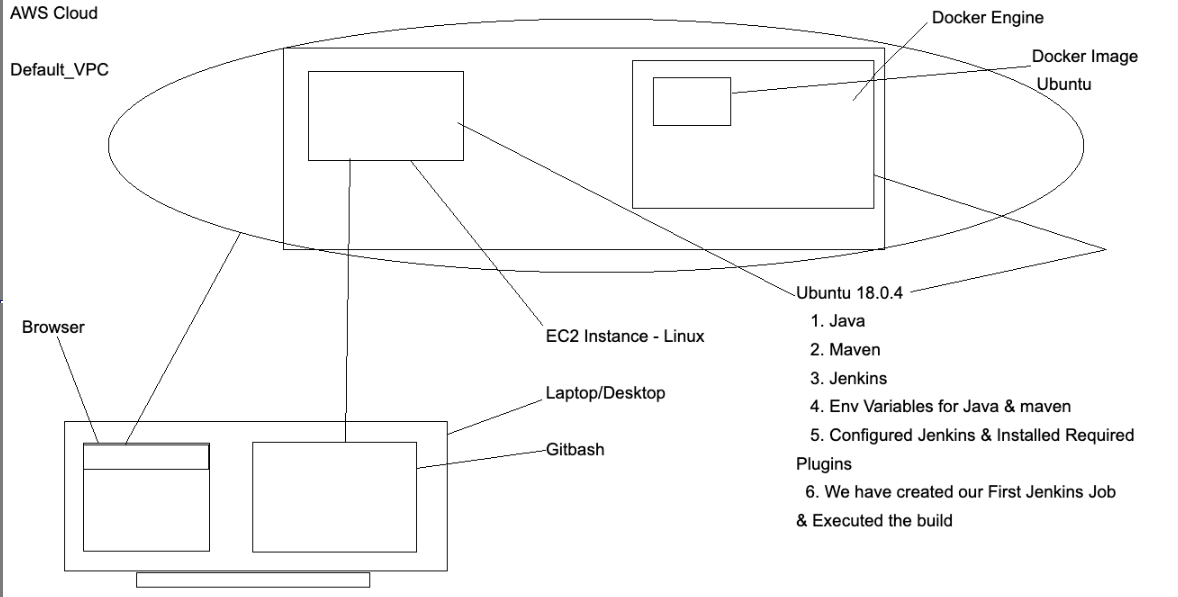 AWS Cloud
Docker Engine
Default_VPC
Docker Image
Ubuntu
Ubuntu 18.0.4
1. Java
2. Maven
3. Jenkins
4. Env Variables for Java & maven
5. Configured Jenkins & Installed Required
Plugins
6. We have created our First Jenkins Job
& Executed the build
Browser
EC2 Instance - Linux
Laptop/Desktop
Gitbash